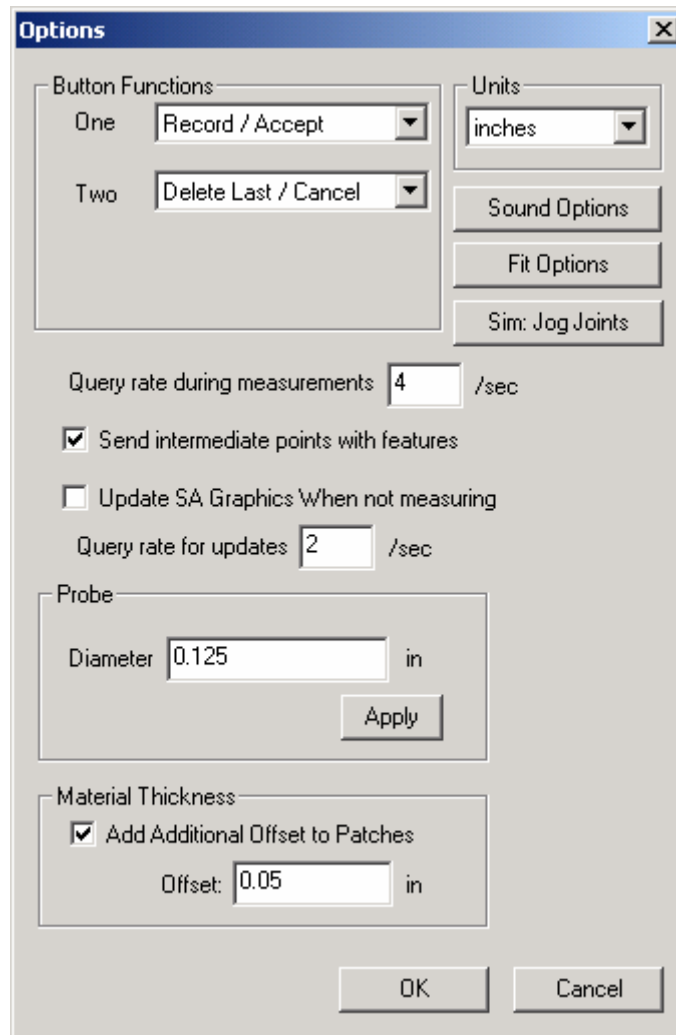 Options
Button Functions
One Record / Accept
Two Delete Last / Cancel
Units
inches
Sound Options
Fit Options
Sim: Jog Joints
Query rate during measurements 4 /sec
Send intermediate points with features
Update SA Graphics When not measuring
Query rate for updates 2 /sec
Probe
Diameter 0.125 in
Apply
Material Thickness
Add Additional Offset to Patches
Offset: 0.05 in
OK Cancel